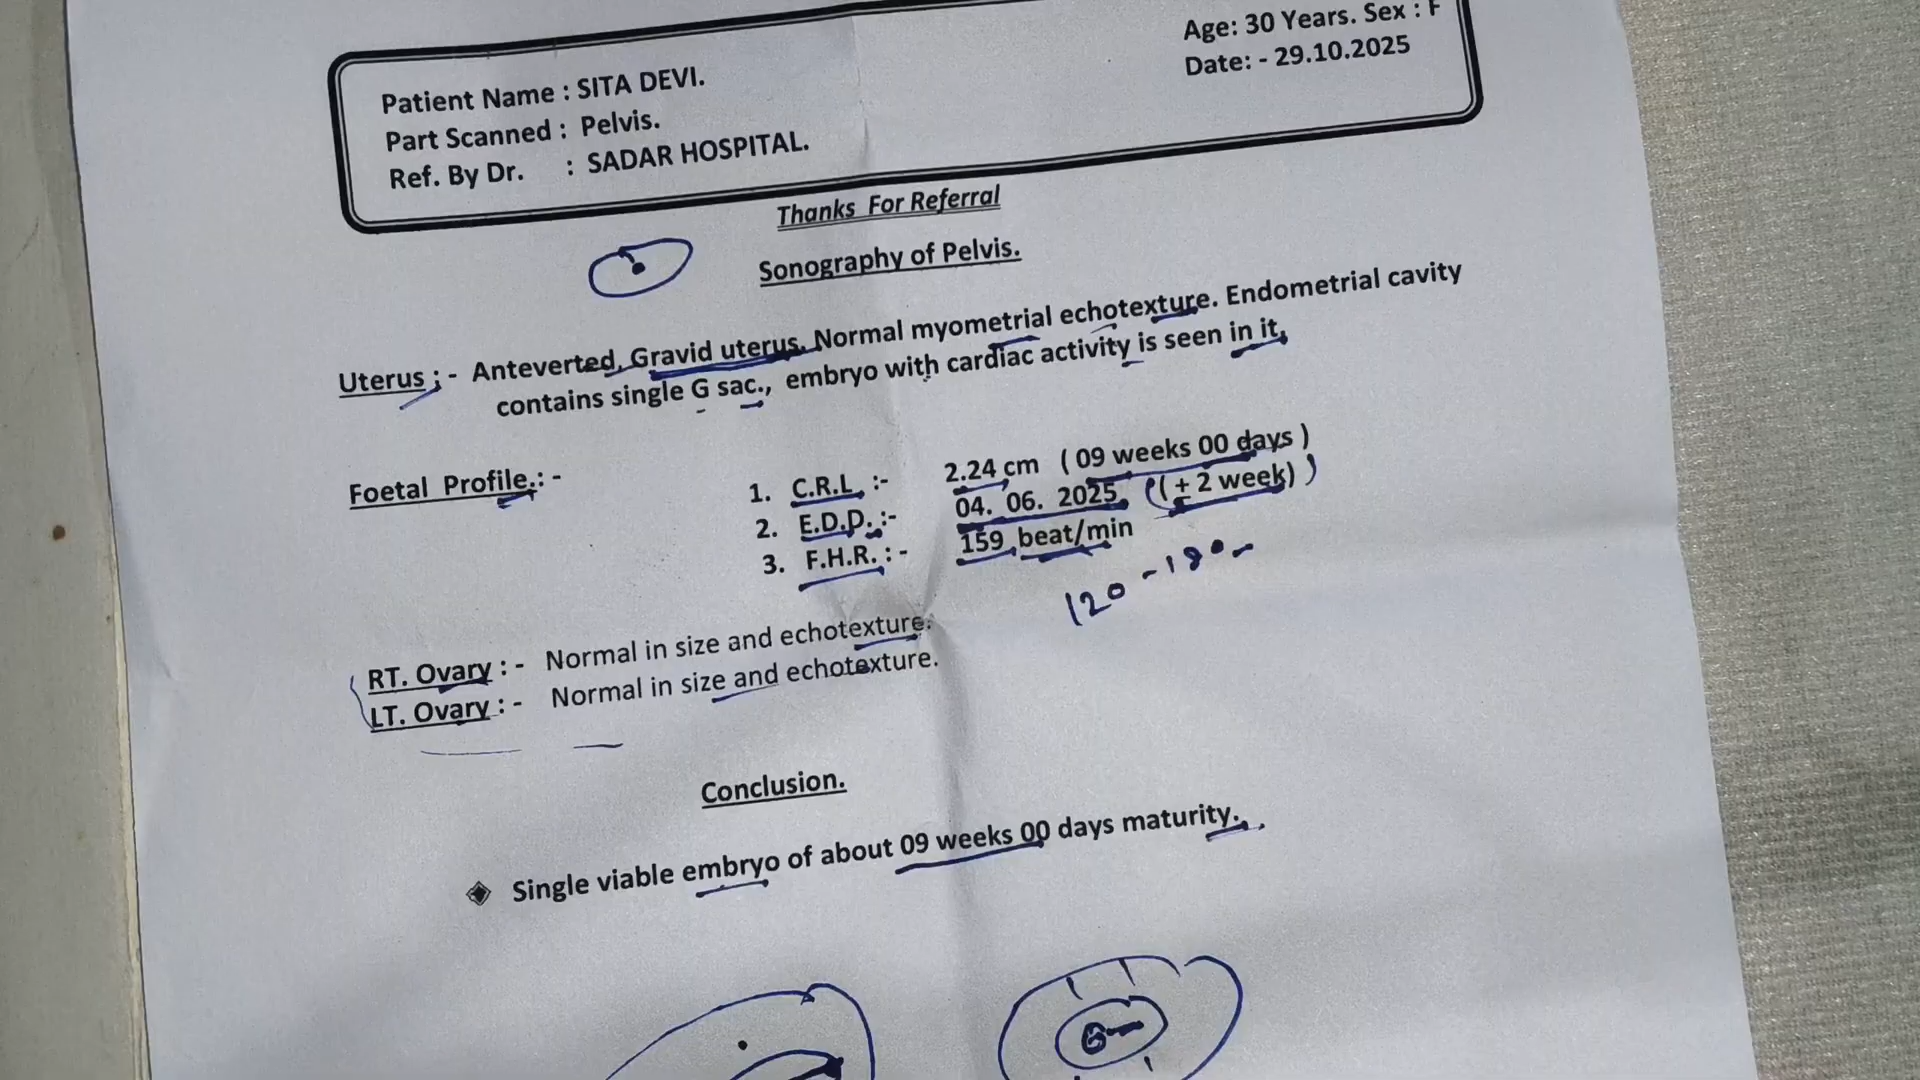 Age: 30 Years. Sex : F
Patient Name : SITA DEVI.
Date: - 29.10.2025
Part Scanned : Pelvis.
Ref. By Dr. : SADAR HOSPITAL.
Thanks For Referral
Sonography of Pelvis.
Uterus ; - Anteverted, Gravid uterus. Normal myometrial echotexture. Endometrial cavity
contains single G sac., embryo with cardiac activity is seen in it.
Foetal Profile.: -
1. C.R.L. :- 2.24 cm ( 09 weeks 00 days )
2. E.D.D. :- 04. 06. 2025 ( ± 2 week)
3. F.H.R. : - 159 beat/min
120 - 180
RT. Ovary : - Normal in size and echotexture.
LT. Ovary : - Normal in size and echotexture.
Conclusion.
Single viable embryo of about 09 weeks 00 days maturity.